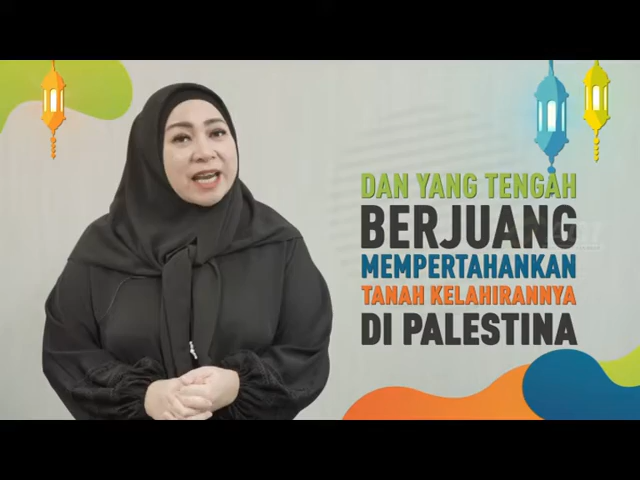 DAN YANG TENGAH
BERJUANG
MEMPERTAHANKAN
TANAH KELAHIRANNYA
DI PALESTINA